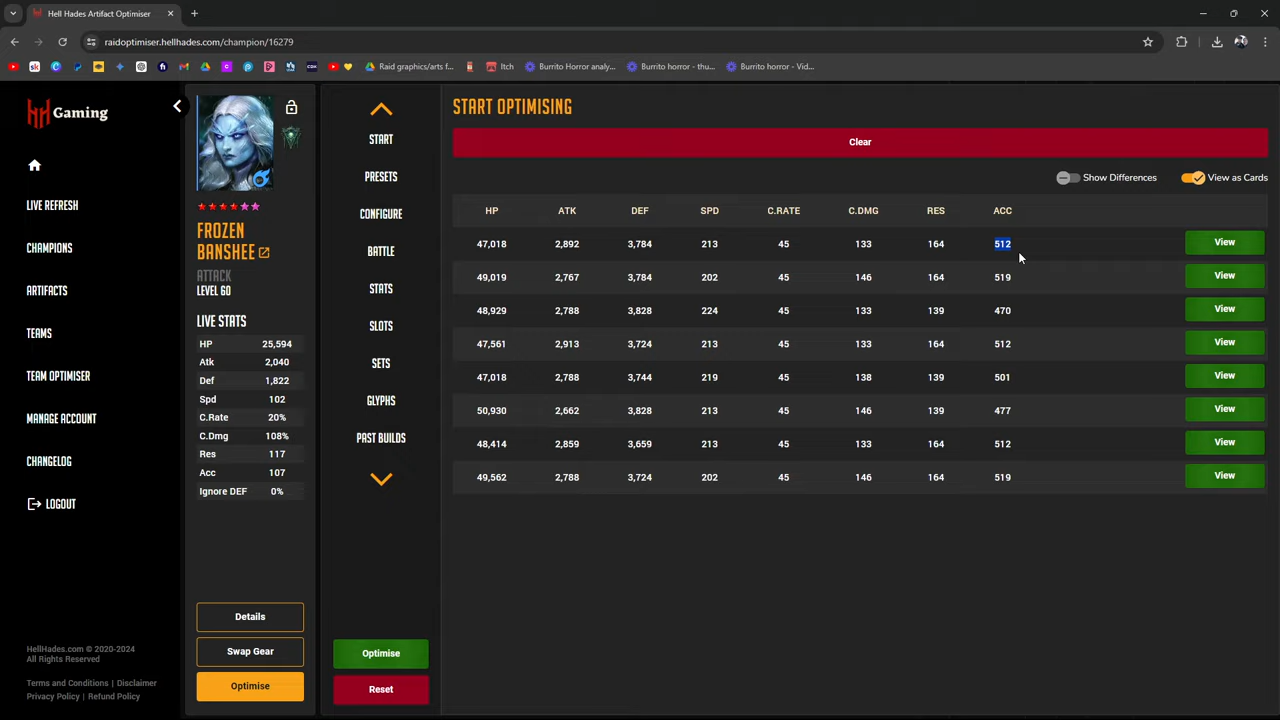 Hell Hades Artifact Optimiser
raidoptimiser.hellhades.com/champion/16279
Raid graphics/arts f...
Itch
Burrito Horror analy...
Burrito horror - thu...
Burrito horror - Vid...
Gaming
LIVE REFRESH
CHAMPIONS
ARTIFACTS
TEAMS
TEAM OPTIMISER
MANAGE ACCOUNT
CHANGELOG
LOGOUT
HellHades.com © 2020-2024
All Rights Reserved
Terms and Conditions | Disclaimer
Privacy Policy | Refund Policy
FROZEN
BANSHEE
ATTACK
LEVEL 60
LIVE STATS
HP 25,594
Atk 2,040
Def 1,822
Spd 102
C.Rate 20%
C.Dmg 108%
Res 117
Acc 107
Ignore DEF 0%
Details
Swap Gear
Optimise
START
PRESETS
CONFIGURE
BATTLE
STATS
SLOTS
SETS
GLYPHS
PAST BUILDS
Optimise
Reset
START OPTIMISING
Clear
Show Differences View as Cards
HP ATK DEF SPD C.RATE C.DMG RES ACC
47,018 2,892 3,784 213 45 133 164 512 View
49,019 2,767 3,784 202 45 146 164 519 View
48,929 2,788 3,828 224 45 133 139 470 View
47,561 2,913 3,724 213 45 133 164 512 View
47,018 2,788 3,744 219 45 138 139 501 View
50,930 2,662 3,828 213 45 146 139 477 View
48,414 2,859 3,659 213 45 133 164 512 View
49,562 2,788 3,724 202 45 146 164 519 View